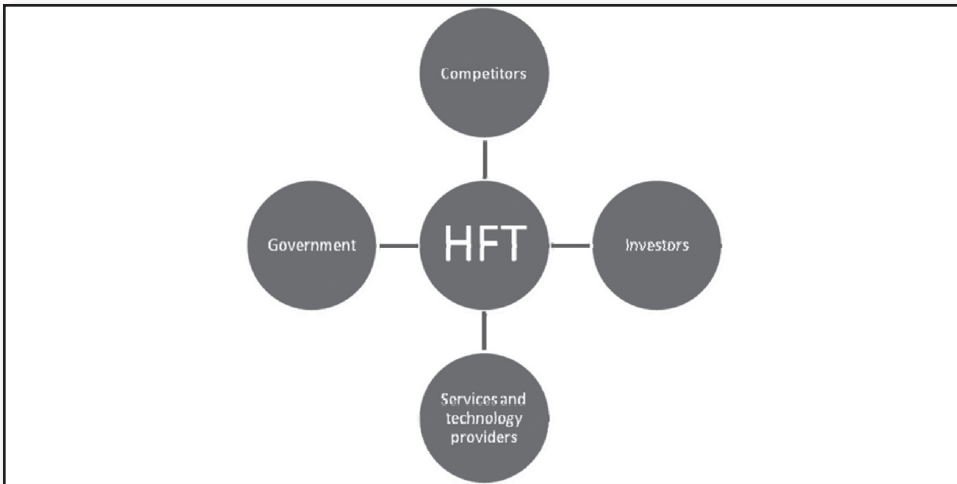 Competitors
Government
HFT
Investors
Services and
technology
providers